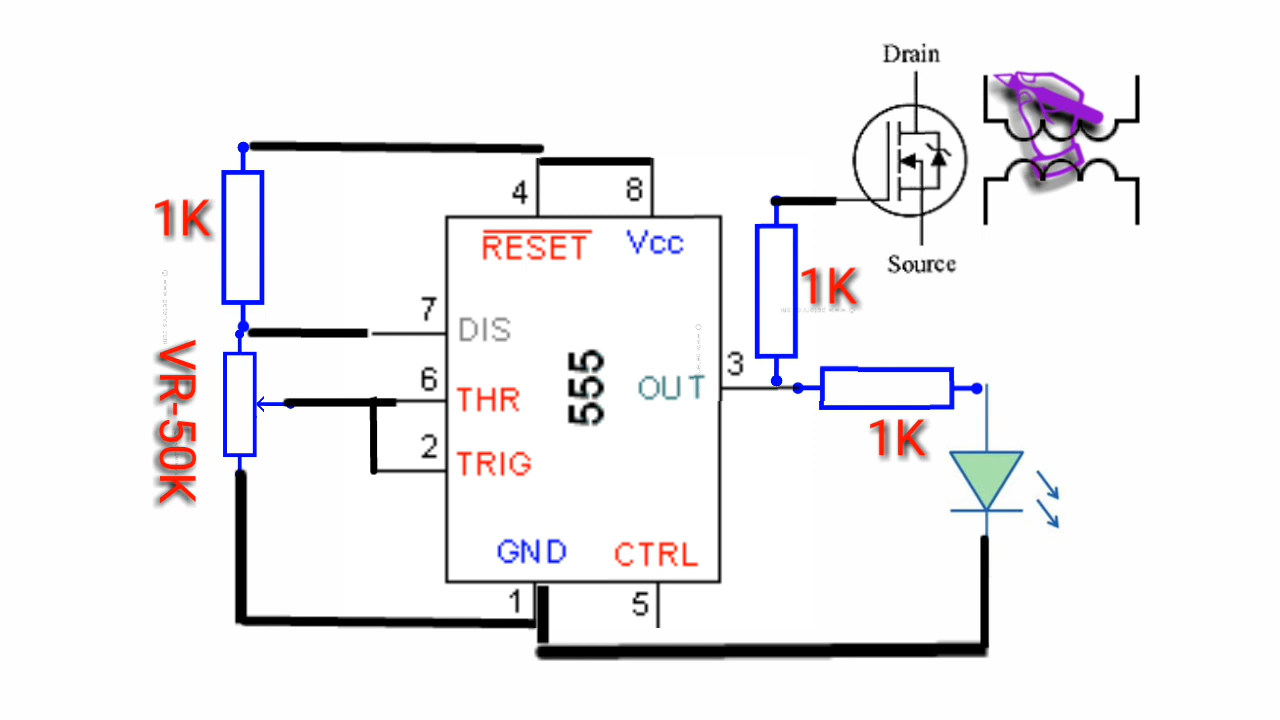 Drain
4
8
1K
RESET
Vcc
Source
1K
7
DIS
555
3
OUT
6
THR
VR-50K
2
TRIG
1K
GND
CTRL
1
5